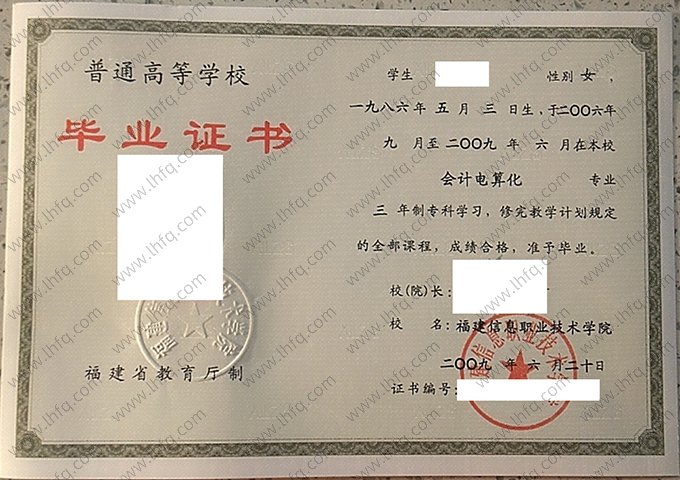 普通高等学校
毕业证书
福建省教育厅制
学生 性别 女 ,
一九八六年 五 月 三 日生,于二〇〇六年
九 月至二〇〇九 年 六 月在本校
会计电算化 专业
三 年制专科学习,修完教学计划规定
的全部课程,成绩合格,准予毕业。
校(院)长:
校 名:福建信息职业技术学院
二〇〇九 年 六 月二十日
证书编号:
www.lhfq.com